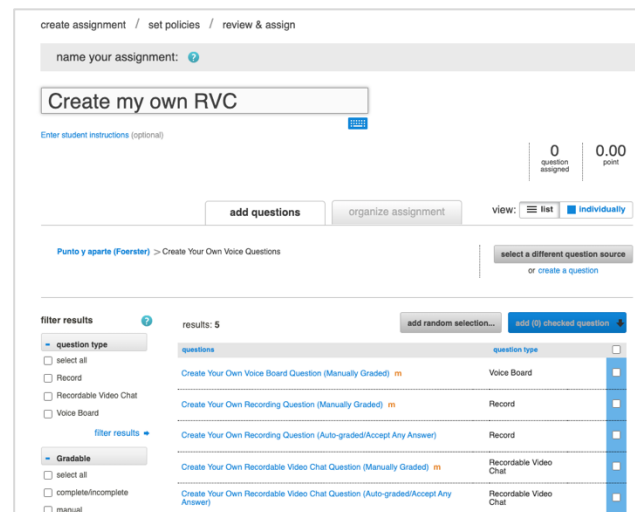 create assignment / set policies / review & assign
name your assignment: ?
Create my own RVC
Enter student instructions (optional)
0
question
assigned
0.00
point
add questions
organize assignment
view: list individually
Punto y aparte (Foerster) > Create Your Own Voice Questions
select a different question source
or create a question
filter results ?
results: 5
add random selection...
add (0) checked question
- question type
select all
Record
Recordable Video Chat
Voice Board
filter results
- Gradable
select all
complete/incomplete
manual
questions question type
Create Your Own Voice Board Question (Manually Graded) m Voice Board
Create Your Own Recording Question (Manually Graded) m Record
Create Your Own Recording Question (Auto-graded/Accept Any Answer) Record
Create Your Own Recordable Video Chat Question (Manually Graded) m Recordable Video
Chat
Create Your Own Recordable Video Chat Question (Auto-graded/Accept Any Recordable Video
Answer) Chat